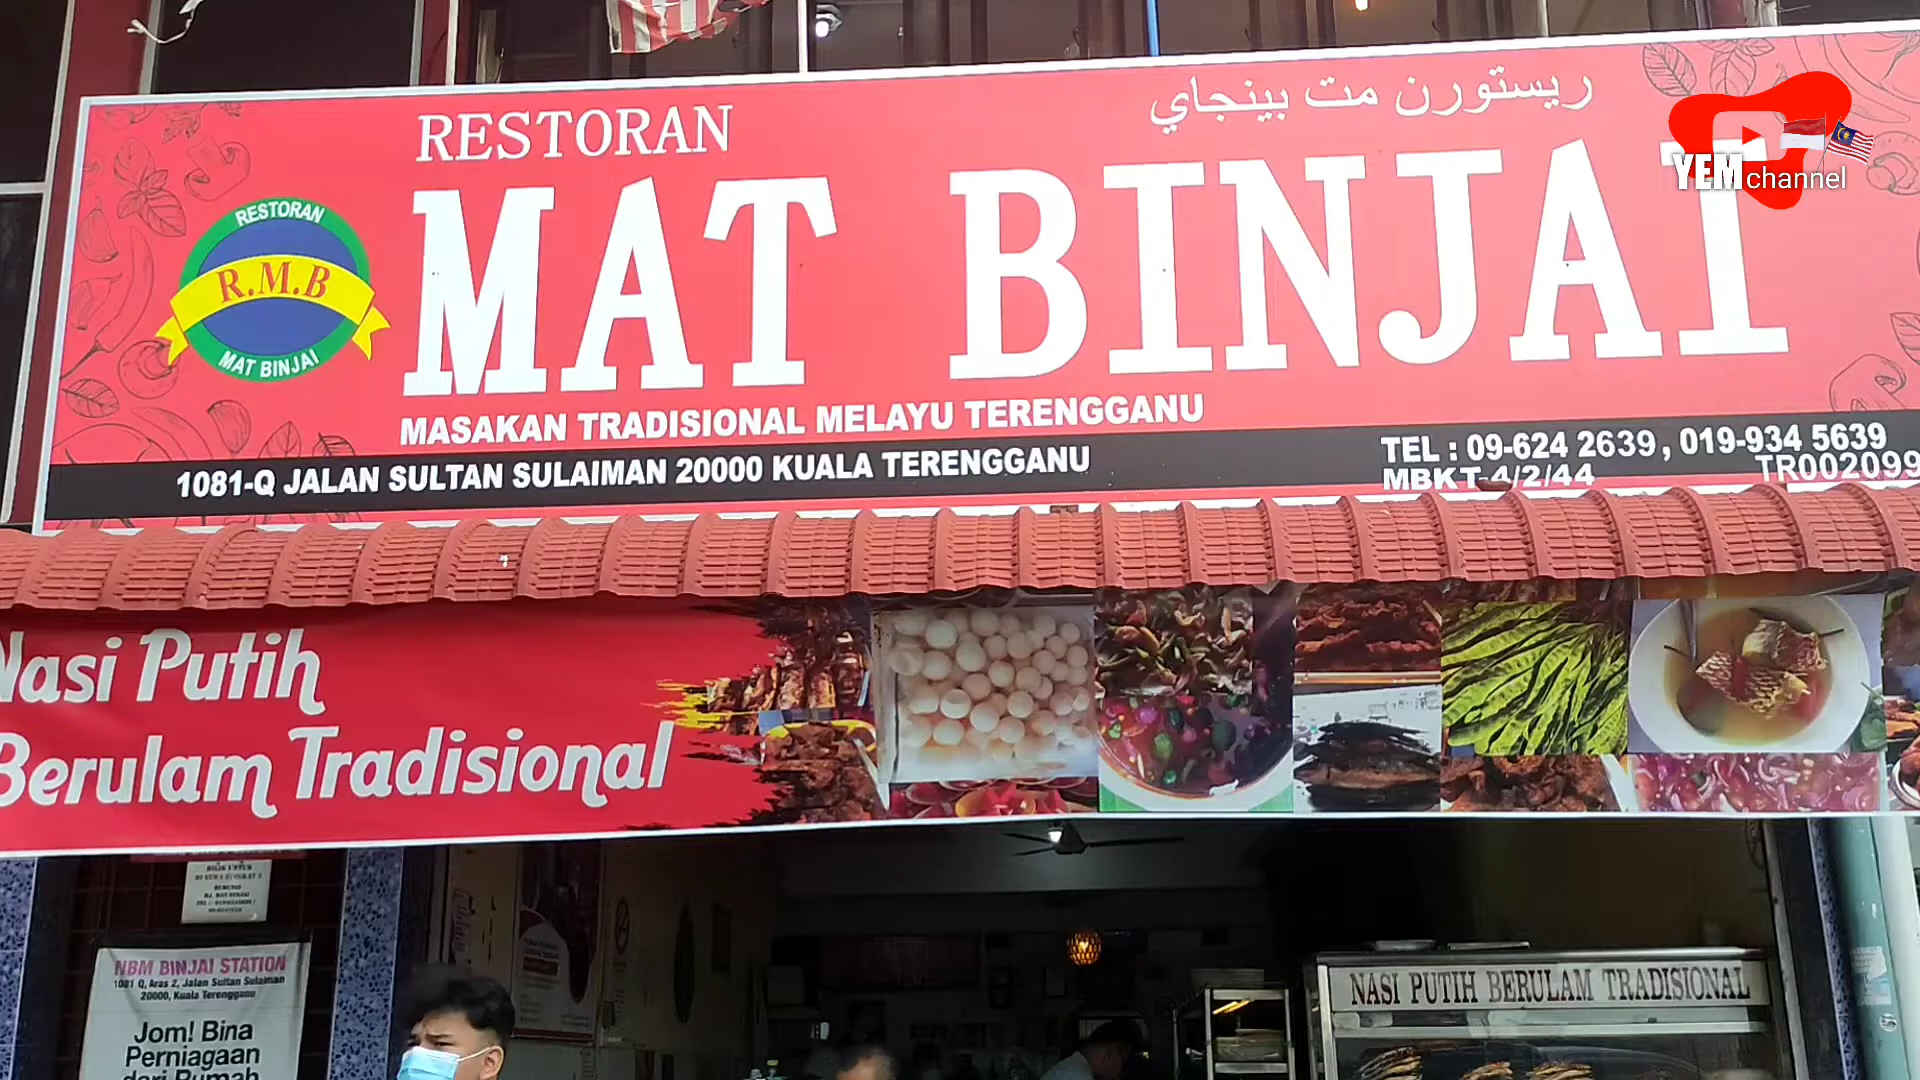 RESTORAN
ريستورن مت بينجاي
MAT BINJAI
YEM channel
RESTORAN
R.M.B
MAT BINJAI
MASAKAN TRADISIONAL MELAYU TERENGGANU
1081-Q JALAN SULTAN SULAIMAN 20000 KUALA TERENGGANU
TEL : 09-624 2639, 019-934 5639
MBKT-4/2/44
TR002099
Nasi Putih
Berulam Tradisional
NBM BINJAI STATION
1081 Q, Aras 2, Jalan Sultan Sulaiman
20000, Kuala Terengganu
Jom! Bina
Perniagaan
dari Rumah
NASI PUTIH BERULAM TRADISIONAL